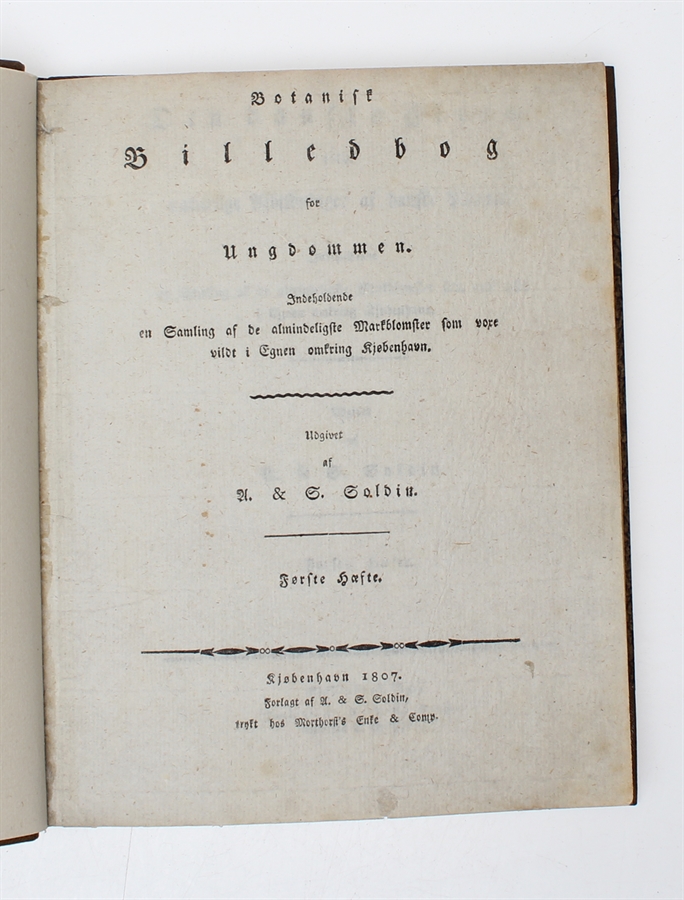 Botanisk
Billedbog
for
Ungdommen.
Indeholdende
en Samling af de almindeligste Markblomster som voxe
vildt i Egnen omkring Kjøbenhavn.
Udgivet
af
A. & S. Soldin.
Første Hæfte.
Kjøbenhavn 1807.
Forlagt af A. & S. Soldin,
trykt hos Morthorst's Enke & Comp.